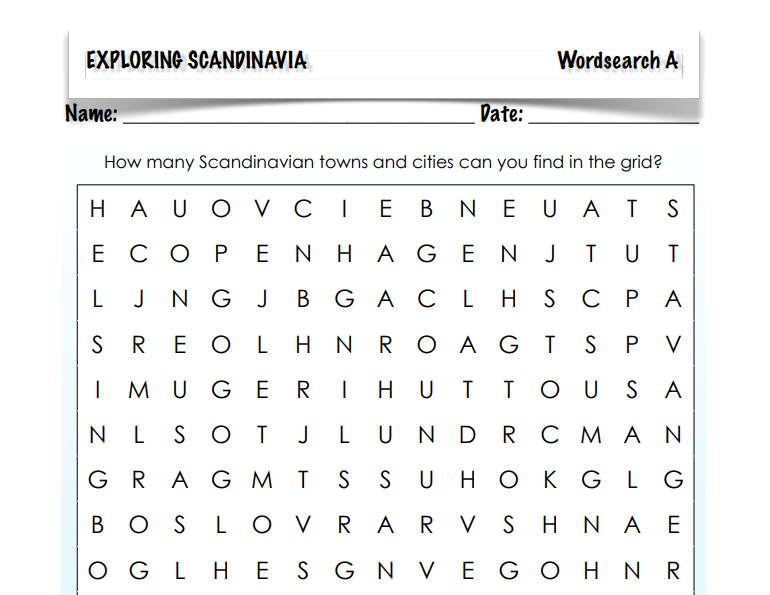 EXPLORING SCANDINAVIA Wordsearch A
Name: Date:
How many Scandinavian towns and cities can you find in the grid?
H A U O V C I E B N E U A T S
E C O P E N H A G E N J T U T
L J N G J B G A C L H S C P A
S R E O L H N R O A G T S P V
I M U G E R I H U T T O U S A
N L S O T J L U N D R C M A N
G R A G M T S S U H O K G L G
B O S L O V R A R V S H N A E
O G L H E S G N V E G O H N R